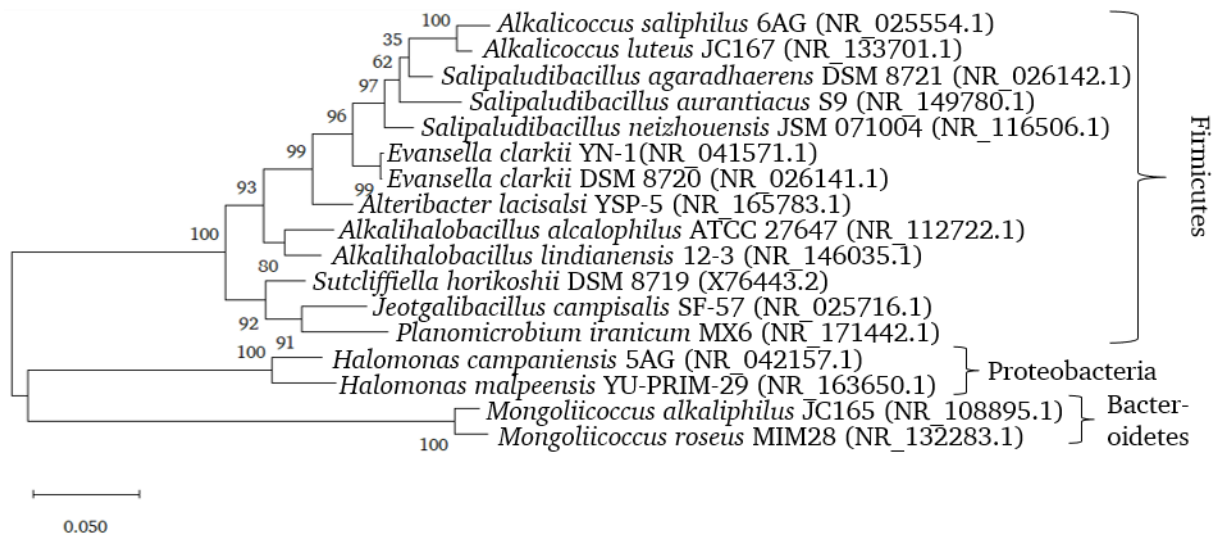 100
Alkalicoccus saliphilus 6AG (NR_025554.1)
35
Alkalicoccus luteus JC167 (NR_133701.1)
62
Salipaludibacillus agaradhaerens DSM 8721 (NR_026142.1)
97
Salipaludibacillus aurantiacus S9 (NR_149780.1)
96
Salipaludibacillus neizhouensis JSM 071004 (NR_116506.1)
99
Evansella clarkii YN-1(NR_041571.1)
Evansella clarkii DSM 8720 (NR_026141.1)
93
99
Alteribacter lacisalsi YSP-5 (NR_165783.1)
100
Alkalihalobacillus alcalophilus ATCC 27647 (NR_112722.1)
Alkalihalobacillus lindianensis 12-3 (NR_146035.1)
80
Sutcliffiella horikoshii DSM 8719 (X76443.2)
Jeotgalibacillus campisalis SF-57 (NR_025716.1)
92
Planomicrobium iranicum MX6 (NR_171442.1)
91
100
Halomonas campaniensis 5AG (NR_042157.1)
Halomonas malpeensis YU-PRIM-29 (NR_163650.1)
Mongoliicoccus alkaliphilus JC165 (NR_108895.1)
Mongoliicoccus roseus MIM28 (NR_132283.1)
100
Firmicutes
Proteobacteria
Bacter-
oidetes
0.050